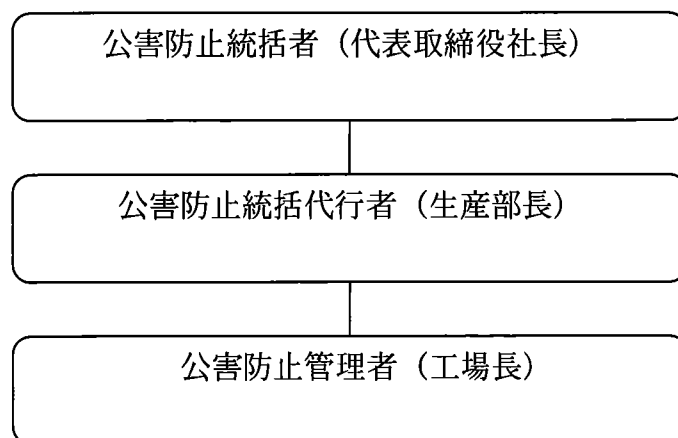 公害防止統括者（代表取締役社長）
公害防止統括代行者（生産部長）
公害防止管理者（工場長）